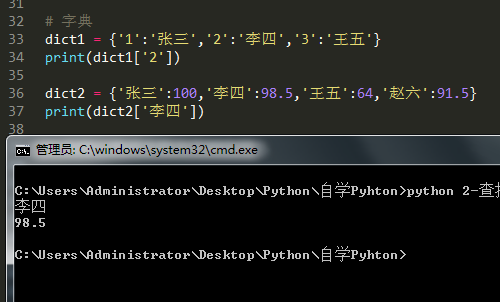 31
32 # 字典
33 dict1 = {'1':'张三','2':'李四','3':'王五'}
34 print(dict1['2'])
35
36 dict2 = {'张三':100,'李四':98.5,'王五':64,'赵六':91.5}
37 print(dict2['李四'])
38
管理员: C:\windows\system32\cmd.exe
C:\Users\Administrator\Desktop\Python\自学Pyhton>python 2-查
李四
98.5
C:\Users\Administrator\Desktop\Python\自学Pyhton>